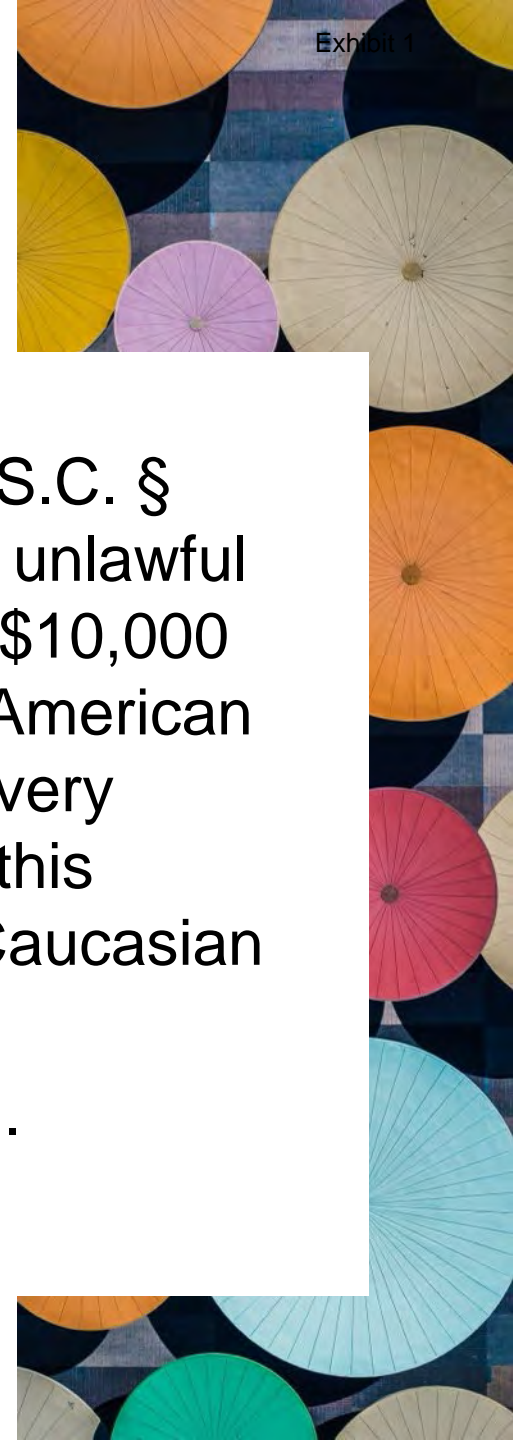 Exhibit 1
S.C. §
unlawful
$10,000
American
very
this
Caucasian
.